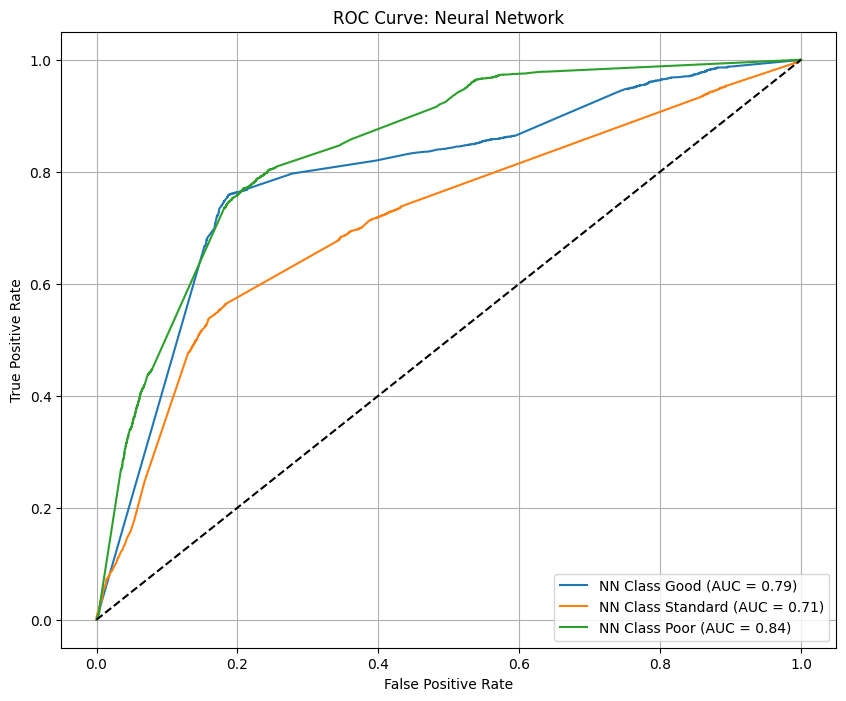 ROC Curve: Neural Network
True Positive Rate
1.0
0.8
0.6
0.4
0.2
0.0
0.0 0.2 0.4 0.6 0.8 1.0
False Positive Rate
NN Class Good (AUC = 0.79)
NN Class Standard (AUC = 0.71)
NN Class Poor (AUC = 0.84)